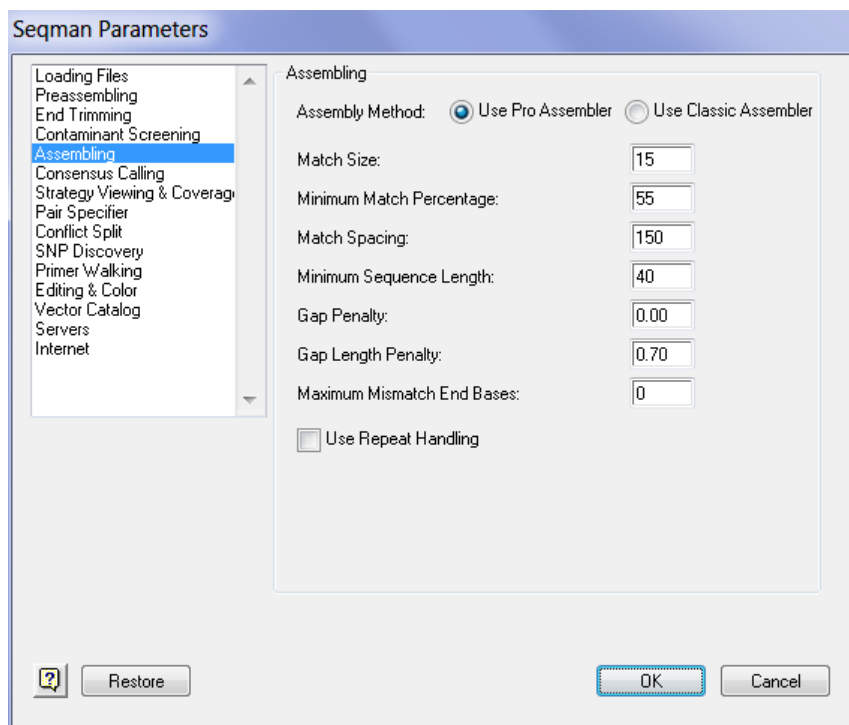 Seqman Parameters
Loading Files
Preassembling
End Trimming
Contaminant Screening
Assembling
Consensus Calling
Strategy Viewing & Coverag
Pair Specifier
Conflict Split
SNP Discovery
Primer Walking
Editing & Color
Vector Catalog
Servers
Internet
Assembling
Assembly Method: Use Pro Assembler Use Classic Assembler
Match Size: 15
Minimum Match Percentage: 55
Match Spacing: 150
Minimum Sequence Length: 40
Gap Penalty: 0.00
Gap Length Penalty: 0.70
Maximum Mismatch End Bases: 0
Use Repeat Handling
? Restore OK Cancel